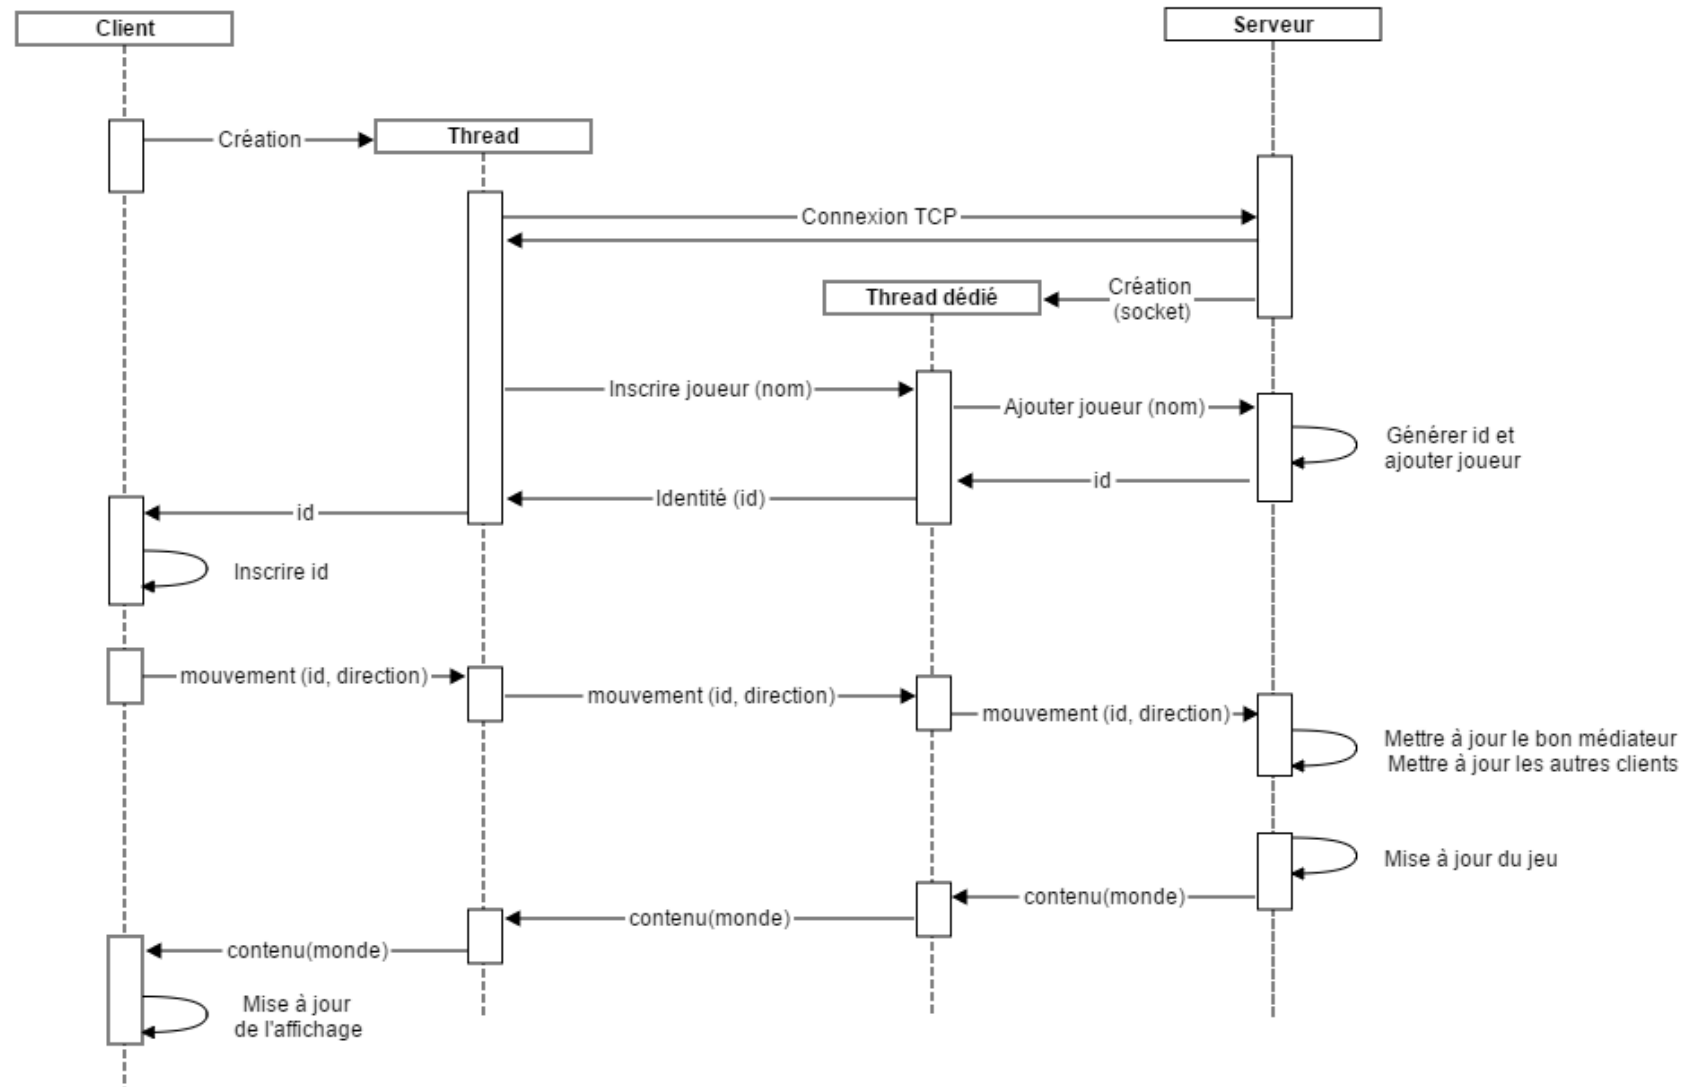 Client
Serveur
Création
Thread
Connexion TCP
Création
(socket)
Thread dédié
Inscrire joueur (nom)
Ajouter joueur (nom)
Générer id et
ajouter joueur
id
Identité (id)
id
Inscrire id
mouvement (id, direction)
mouvement (id, direction)
mouvement (id, direction)
Mettre à jour le bon médiateur
Mettre à jour les autres clients
Mise à jour du jeu
contenu(monde)
contenu(monde)
contenu(monde)
Mise à jour
de l'affichage